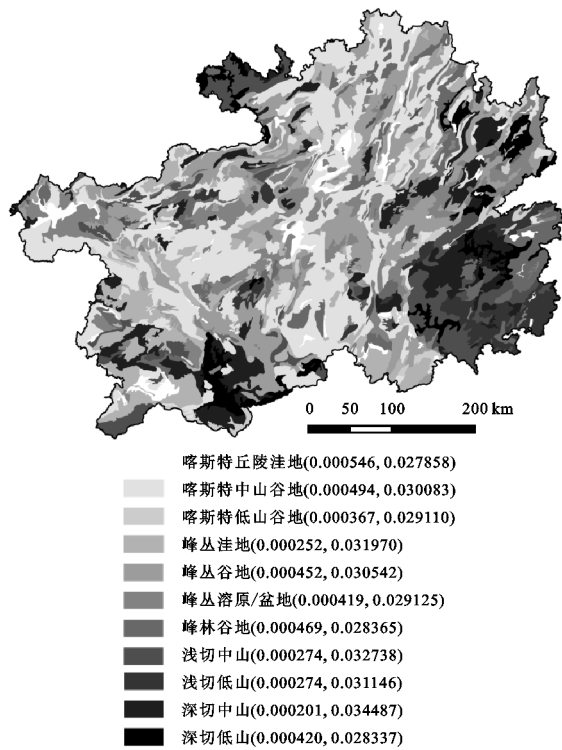 0 50 100 200 km
喀斯特丘陵洼地(0.000546, 0.027858)
喀斯特中山谷地(0.000494, 0.030083)
喀斯特低山谷地(0.000367, 0.029110)
峰丛洼地(0.000252, 0.031970)
峰丛谷地(0.000452, 0.030542)
峰丛溶原/盆地(0.000419, 0.029125)
峰林谷地(0.000469, 0.028365)
浅切中山(0.000274, 0.032738)
浅切低山(0.000274, 0.031146)
深切中山(0.000201, 0.034487)
深切低山(0.000420, 0.028337)